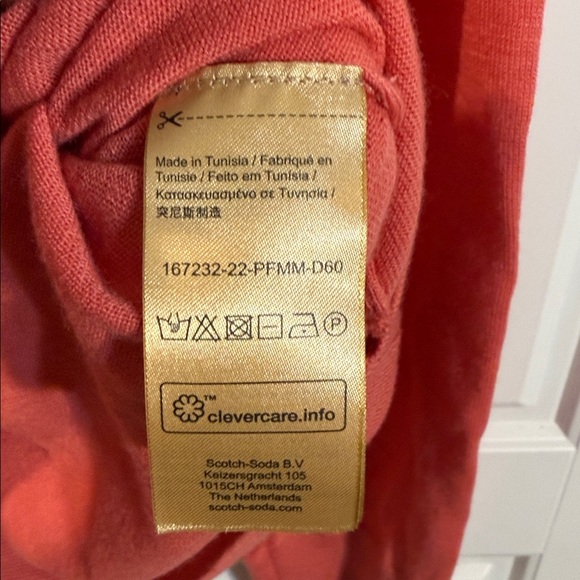 Made in Tunisia / Fabriqué en
Tunisie / Feito em Tunísia /
Κατασκευασμένο σε Τυνησία /
突尼斯制造
167232-22-PFMM-D60
P
TM
clevercare.info
Scotch-Soda B.V
Keizersgracht 105
1015CH Amsterdam
The Netherlands
scotch-soda.com